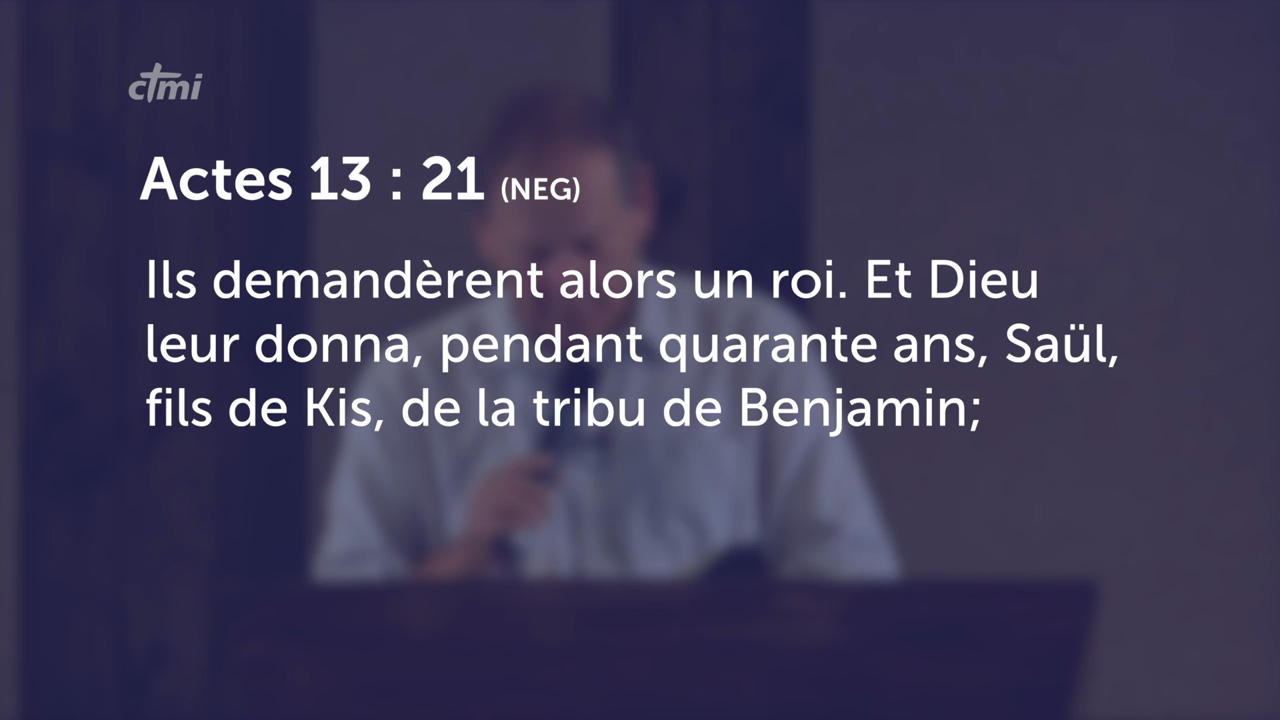 ctmi
Actes 13 : 21 (NEG)
Ils demandèrent alors un roi. Et Dieu
leur donna, pendant quarante ans, Saül,
fils de Kis, de la tribu de Benjamin;